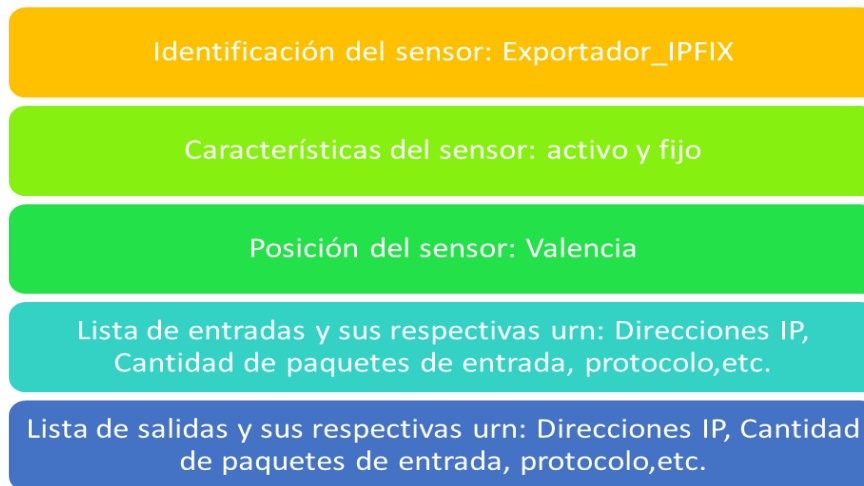 Identificación del sensor: Exportador_IPFIX
Características del sensor: activo y fijo
Posición del sensor: Valencia
Lista de entradas y sus respectivas urn: Direcciones IP,
Cantidad de paquetes de entrada, protocolo,etc.
Lista de salidas y sus respectivas urn: Direcciones IP, Cantidad
de paquetes de entrada, protocolo,etc.